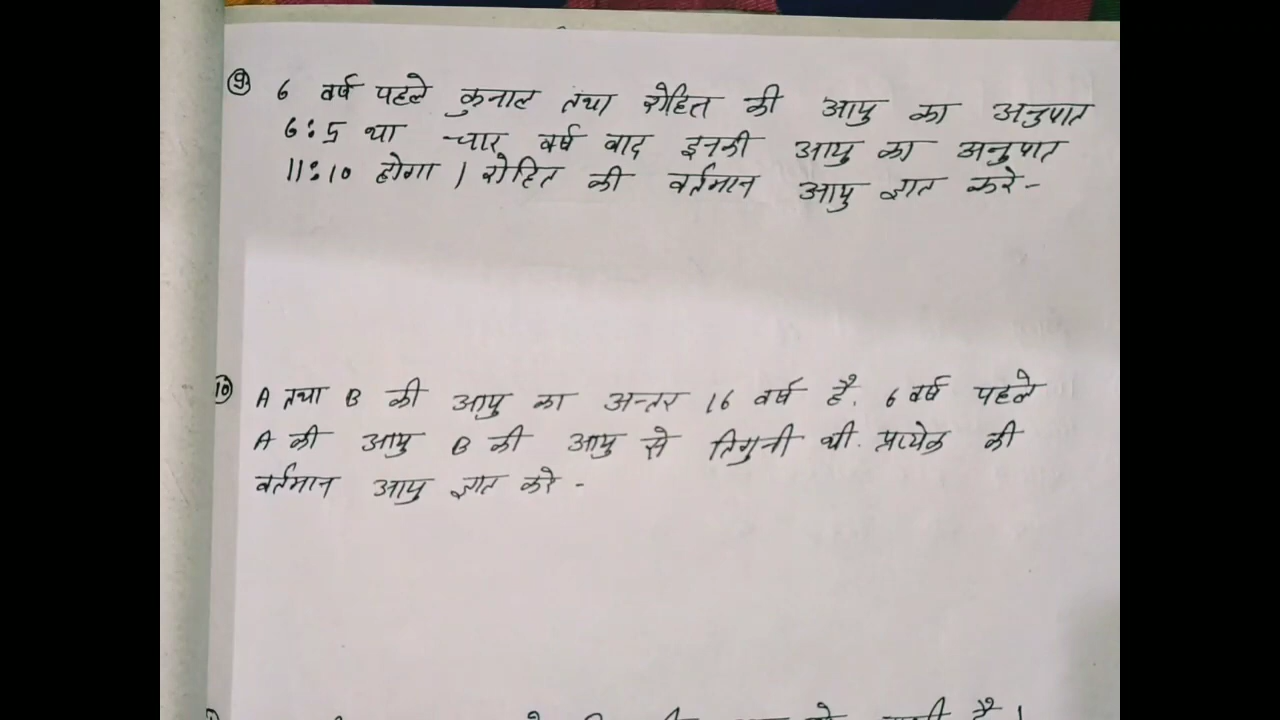 ⑨ 6 वर्ष पहले कुनाल तथा रोहित की आयु का अनुपात
6:5 था चार वर्ष बाद इनकी आयु का अनुपात
11:10 होगा । रोहित की वर्तमान आयु ज्ञात करे -
⑩ A तथा B की आयु का अन्तर 16 वर्ष है. 6 वर्ष पहले
A की आयु B की आयु से तिगुनी थी. प्रत्येक की
वर्तमान आयु ज्ञात करे -